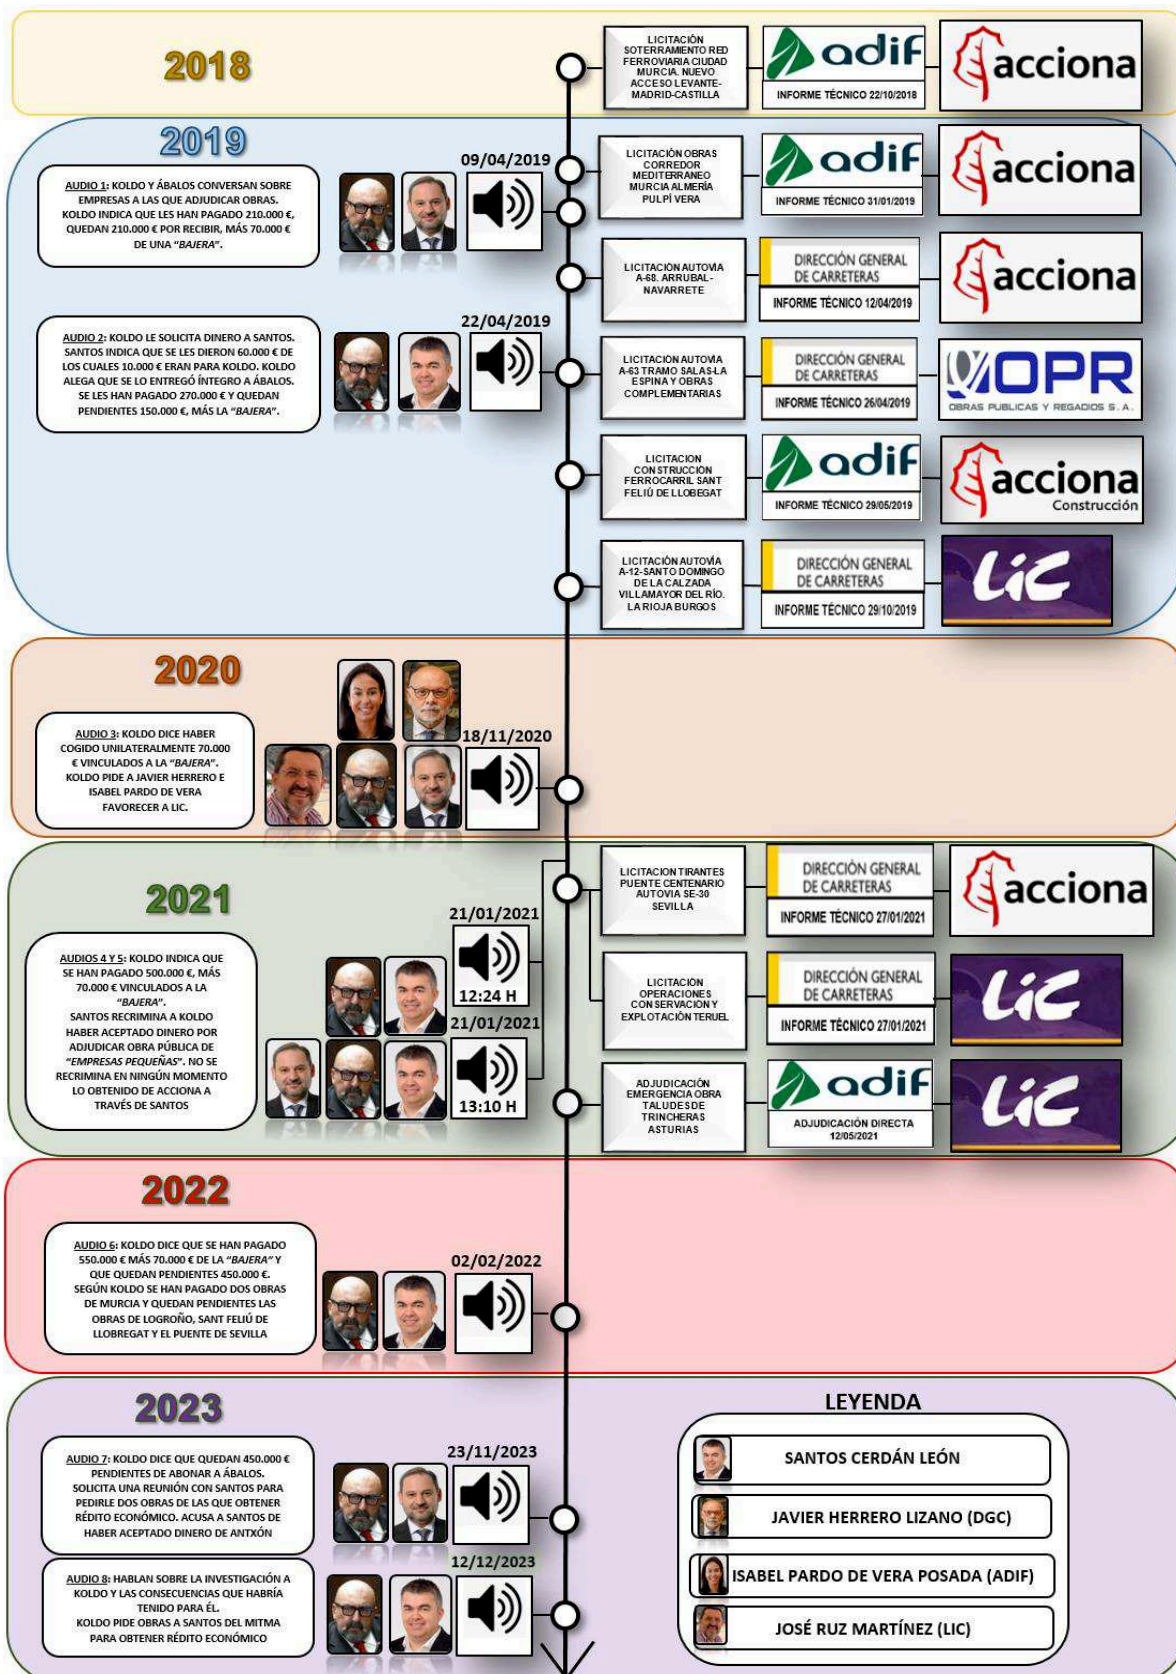 2018
LICITACIÓN
SOTERRAMIENTO RED
FERROVIARIA CIUDAD
MURCIA. NUEVO
ACCESO LEVANTE-
MADRID-CASTILLA
adif
INFORME TÉCNICO 22/10/2018
acciona
2019
AUDIO 1: KOLDO Y ÁBALOS CONVERSAN SOBRE
EMPRESAS A LAS QUE ADJUDICAR OBRAS.
KOLDO INDICA QUE LES HAN PAGADO 210.000 €,
QUEDAN 210.000 € POR RECIBIR, MÁS 70.000 €
DE UNA “BAJERA”.
09/04/2019
LICITACIÓN OBRAS
CORREDOR
MEDITERRANEO
MURCIA ALMERÍA
PULPÍ VERA
adif
INFORME TÉCNICO 31/01/2019
acciona
LICITACIÓN AUTOVÍA
A-68. ARRUBAL-
NAVARRETE
DIRECCIÓN GENERAL
DE CARRETERAS
INFORME TÉCNICO 12/04/2019
acciona
AUDIO 2: KOLDO LE SOLICITA DINERO A SANTOS.
SANTOS INDICA QUE SE LES DIERON 60.000 € DE
LOS CUALES 10.000 € ERAN PARA KOLDO. KOLDO
ALEGA QUE SE LO ENTREGÓ ÍNTEGRO A ÁBALOS.
SE LES HAN PAGADO 270.000 € Y QUEDAN
PENDIENTES 150.000 €, MÁS LA “BAJERA”.
22/04/2019
LICITACIÓN AUTOVIA
A-63 TRAMO SALAS-LA
ESPINA Y OBRAS
COMPLEMENTARIAS
DIRECCIÓN GENERAL
DE CARRETERAS
INFORME TÉCNICO 26/04/2019
OPR
OBRAS PUBLICAS Y REGADIOS S.A.
LICITACION
CONSTRUCCIÓN
FERROCARRIL SANT
FELIÚ DE LLOBEGAT
adif
INFORME TÉCNICO 29/05/2019
acciona
Construcción
LICITACIÓN AUTOVÍA
A-12-SANTO DOMINGO
DE LA CALZADA
VILLAMAYOR DEL RÍO.
LA RIOJA BURGOS
DIRECCIÓN GENERAL
DE CARRETERAS
INFORME TÉCNICO 29/10/2019
LiC
2020
AUDIO 3: KOLDO DICE HABER
COGIDO UNILATERALMENTE 70.000
€ VINCULADOS A LA “BAJERA”.
KOLDO PIDE A JAVIER HERRERO E
ISABEL PARDO DE VERA
FAVORECER A LIC.
18/11/2020
2021
AUDIOS 4 Y 5: KOLDO INDICA QUE
SE HAN PAGADO 500.000 €, MÁS
70.000 € VINCULADOS A LA
“BAJERA”.
SANTOS RECRIMINA A KOLDO
HABER ACEPTADO DINERO POR
ADJUDICAR OBRA PÚBLICA DE
“EMPRESAS PEQUEÑAS”. NO SE
RECRIMINA EN NINGÚN MOMENTO
LO OBTENIDO DE ACCIONA A
TRAVÉS DE SANTOS
21/01/2021
12:24 H
21/01/2021
13:10 H
LICITACION TIRANTES
PUENTE CENTENARIO
AUTOVIA SE-30
SEVILLA
DIRECCIÓN GENERAL
DE CARRETERAS
INFORME TÉCNICO 27/01/2021
acciona
LICITACIÓN
OPERACIONES
CONSERVACIÓN Y
EXPLOTACIÓN TERUEL
DIRECCIÓN GENERAL
DE CARRETERAS
INFORME TÉCNICO 27/01/2021
LiC
ADJUDICACIÓN
EMERGENCIA OBRA
TALUDES DE
TRINCHERAS
ASTURIAS
adif
ADJUDICACIÓN DIRECTA
12/05/2021
LiC
2022
AUDIO 6: KOLDO DICE QUE SE HAN PAGADO
550.000 € MÁS 70.000 € DE LA “BAJERA” Y
QUE QUEDAN PENDIENTES 450.000 €.
SEGÚN KOLDO SE HAN PAGADO DOS OBRAS
DE MURCIA Y QUEDAN PENDIENTES LAS
OBRAS DE LOGROÑO, SANT FELIÚ DE
LLOBREGAT Y EL PUENTE DE SEVILLA
02/02/2022
2023
AUDIO 7: KOLDO DICE QUE QUEDAN 450.000 €
PENDIENTES DE ABONAR A ÁBALOS.
SOLICITA UNA REUNIÓN CON SANTOS PARA
PEDIRLE DOS OBRAS DE LAS QUE OBTENER
RÉDITO ECONÓMICO. ACUSA A SANTOS DE
HABER ACEPTADO DINERO DE ANTXÓN
23/11/2023
AUDIO 8: HABLAN SOBRE LA INVESTIGACIÓN A
KOLDO Y LAS CONSECUENCIAS QUE HABRÍA
TENIDO PARA ÉL.
KOLDO PIDE OBRAS A SANTOS DEL MITMA
PARA OBTENER RÉDITO ECONÓMICO
12/12/2023
LEYENDA
SANTOS CERDÁN LEÓN
JAVIER HERRERO LIZANO (DGC)
ISABEL PARDO DE VERA POSADA (ADIF)
JOSÉ RUZ MARTÍNEZ (LIC)